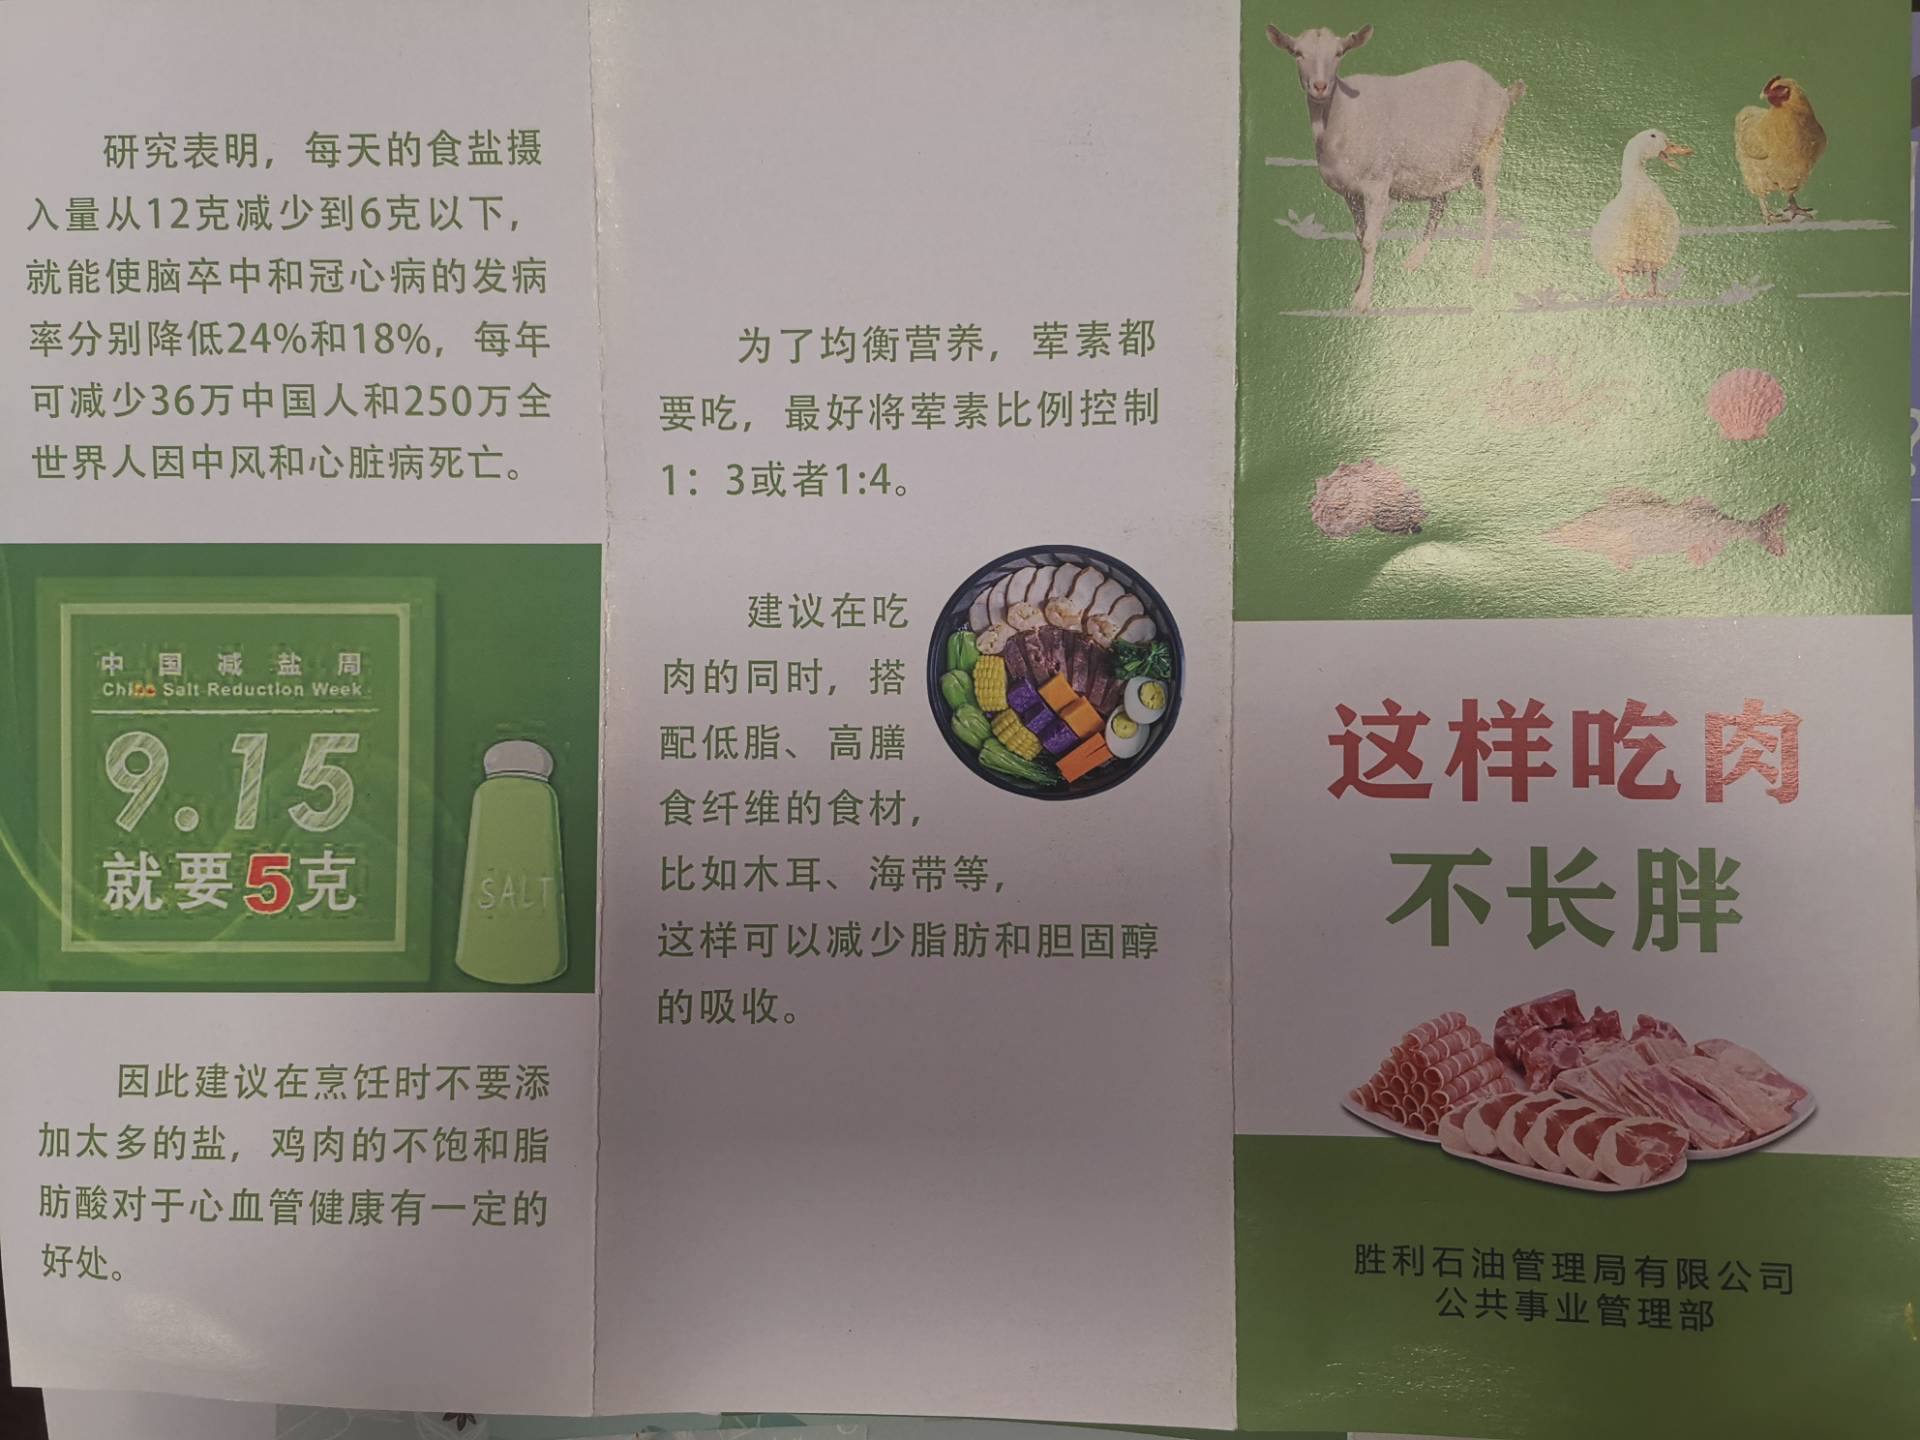 研究表明，每天的食盐摄
入量从12克减少到6克以下，
就能使脑卒中和冠心病的发病
率分别降低24%和18%，每年
可减少36万中国人和250万全
世界人因中风和心脏病死亡。
中国减盐周
China Salt Reduction Week
9.15
就要5克
SALT
因此建议在烹饪时不要添
加太多的盐，鸡肉的不饱和脂
肪酸对于心血管健康有一定的
好处。
为了均衡营养，荤素都
要吃，最好将荤素比例控制
1：3或者1:4。
建议在吃
肉的同时，搭
配低脂、高膳
食纤维的食材，
比如木耳、海带等，
这样可以减少脂肪和胆固醇
的吸收。
这样吃肉
不长胖
胜利石油管理局有限公司
公共事业管理部